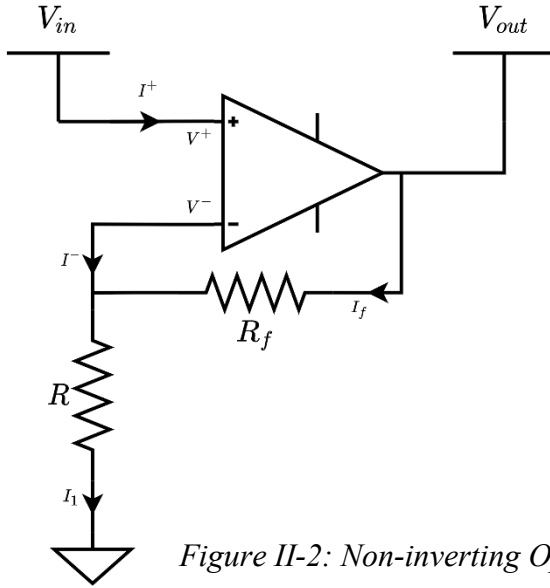 V_in
V_out
I^+
V^+
+
V^-
-
I^-
I_f
R_f
R
I_1
Figure II-2: Non-inverting